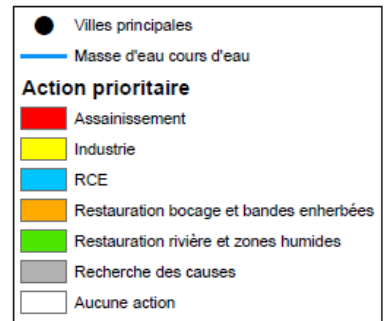 Villes principales
Masse d'eau cours d'eau
Action prioritaire
Assainissement
Industrie
RCE
Restauration bocage et bandes enherbées
Restauration rivière et zones humides
Recherche des causes
Aucune action